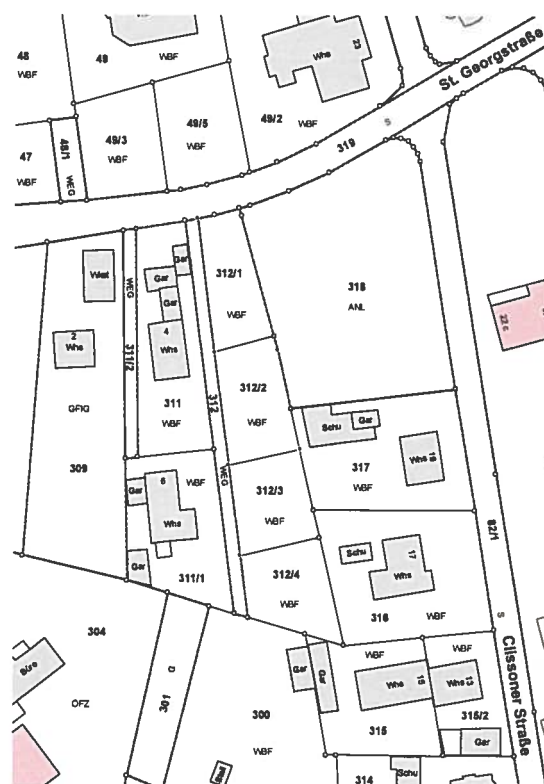 48
WBF
49
WBF
Whs
23
St. Georgstraße
S
319
49/2
WBF
49/5
WBF
49/3
WBF
47
WBF
48/1
WEG
Gar
Gar
Gar
4
Whs
311
WBF
WEG
311/2
2
Whs
GFIG
309
312/1
WBF
318
ANL
22 c
312/2
WBF
312
WEG
Schu
Gar
317
WBF
Whs
19
6
WBF
Gar
Whs
Gar
311/1
312/3
WBF
312/4
WBF
Schu
17
Whs
316
WBF
82/1
S
Clissoner Straße
304
Büro
OFZ
D
301
300
WBF
Gar
Gar
WBF
Whs
15
315
WBF
Whs
13
315/2
Gar
Schu
314